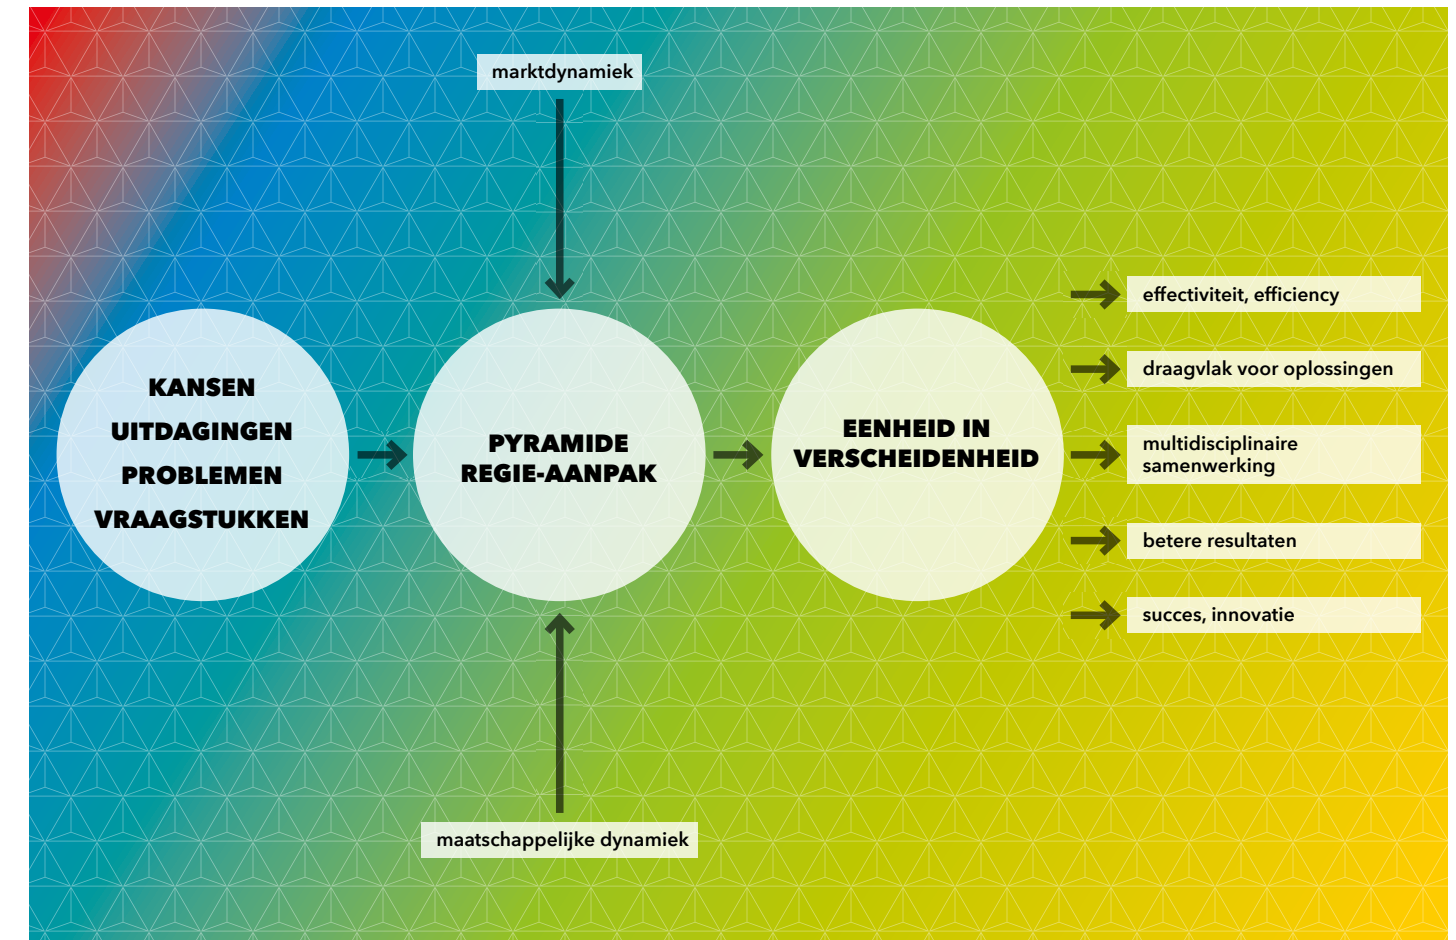 marktdynamiek
KANSEN
UITDAGINGEN
PROBLEMEN
VRAAGSTUKKEN
PYRAMIDE
REGIE-AANPAK
EENHEID IN
VERSCHEIDENHEID
effectiviteit, efficiency
draagvlak voor oplossingen
multidisciplinaire
samenwerking
betere resultaten
succes, innovatie
maatschappelijke dynamiek